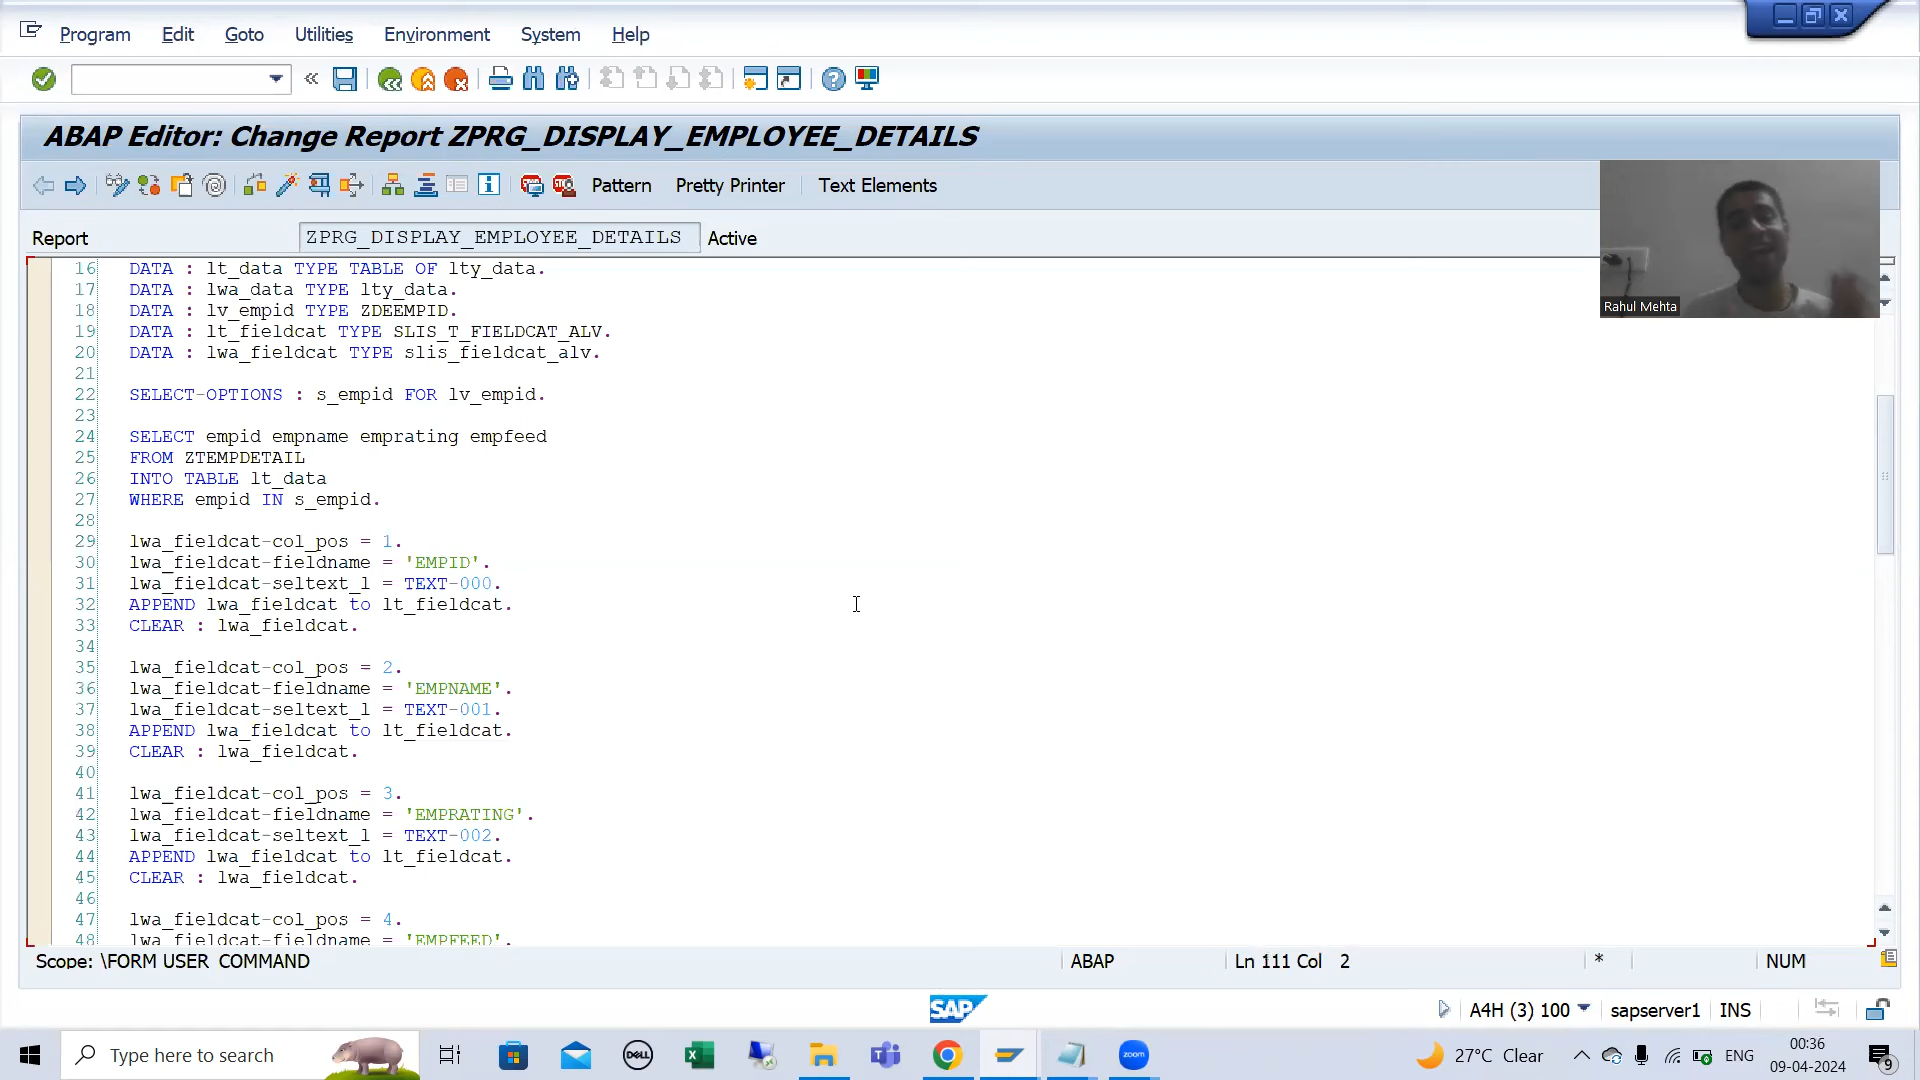 Program Edit Goto Utilities Environment System Help
ABAP Editor: Change Report ZPRG_DISPLAY_EMPLOYEE_DETAILS
Pattern Pretty Printer Text Elements
Report ZPRG_DISPLAY_EMPLOYEE_DETAILS Active
Rahul Mehta
16 DATA : lt_data TYPE TABLE OF lty_data.
17 DATA : lwa_data TYPE lty_data.
18 DATA : lv_empid TYPE ZDEEMPID.
19 DATA : lt_fieldcat TYPE SLIS_T_FIELDCAT_ALV.
20 DATA : lwa_fieldcat TYPE slis_fieldcat_alv.
21
22 SELECT-OPTIONS : s_empid FOR lv_empid.
23
24 SELECT empid empname emprating empfeed
25 FROM ZTEMPDETAIL
26 INTO TABLE lt_data
27 WHERE empid IN s_empid.
28
29 lwa_fieldcat-col_pos = 1.
30 lwa_fieldcat-fieldname = 'EMPID'.
31 lwa_fieldcat-seltext_l = TEXT-000.
32 APPEND lwa_fieldcat to lt_fieldcat.
33 CLEAR : lwa_fieldcat.
34
35 lwa_fieldcat-col_pos = 2.
36 lwa_fieldcat-fieldname = 'EMPNAME'.
37 lwa_fieldcat-seltext_l = TEXT-001.
38 APPEND lwa_fieldcat to lt_fieldcat.
39 CLEAR : lwa_fieldcat.
40
41 lwa_fieldcat-col_pos = 3.
42 lwa_fieldcat-fieldname = 'EMPRATING'.
43 lwa_fieldcat-seltext_l = TEXT-002.
44 APPEND lwa_fieldcat to lt_fieldcat.
45 CLEAR : lwa_fieldcat.
46
47 lwa_fieldcat-col_pos = 4.
48 lwa_fieldcat-fieldname = 'EMPFEED'.
Scope: \FORM USER_COMMAND ABAP Ln 111 Col 2 * NUM
SAP A4H (3) 100 sapserver1 INS
Type here to search DELL zoom 27°C Clear ENG 00:36
09-04-2024 9